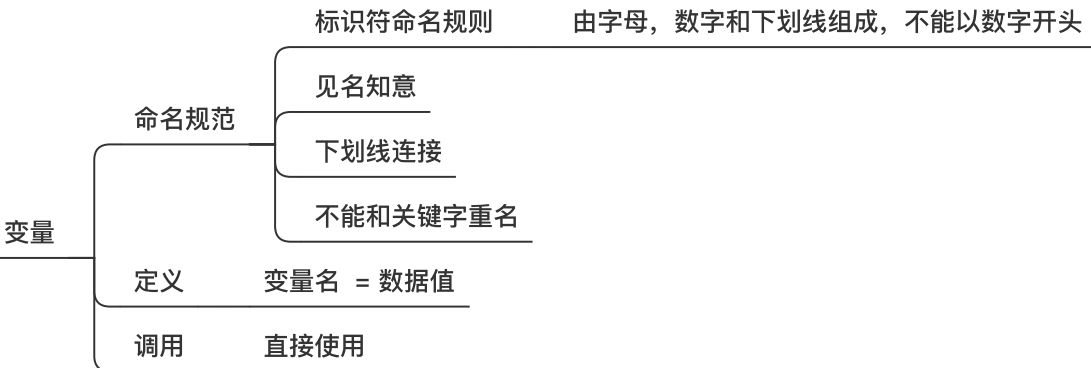 标识符命名规则 由字母，数字和下划线组成，不能以数字开头
见名知意
命名规范
下划线连接
不能和关键字重名
变量
定义 变量名 = 数据值
调用 直接使用